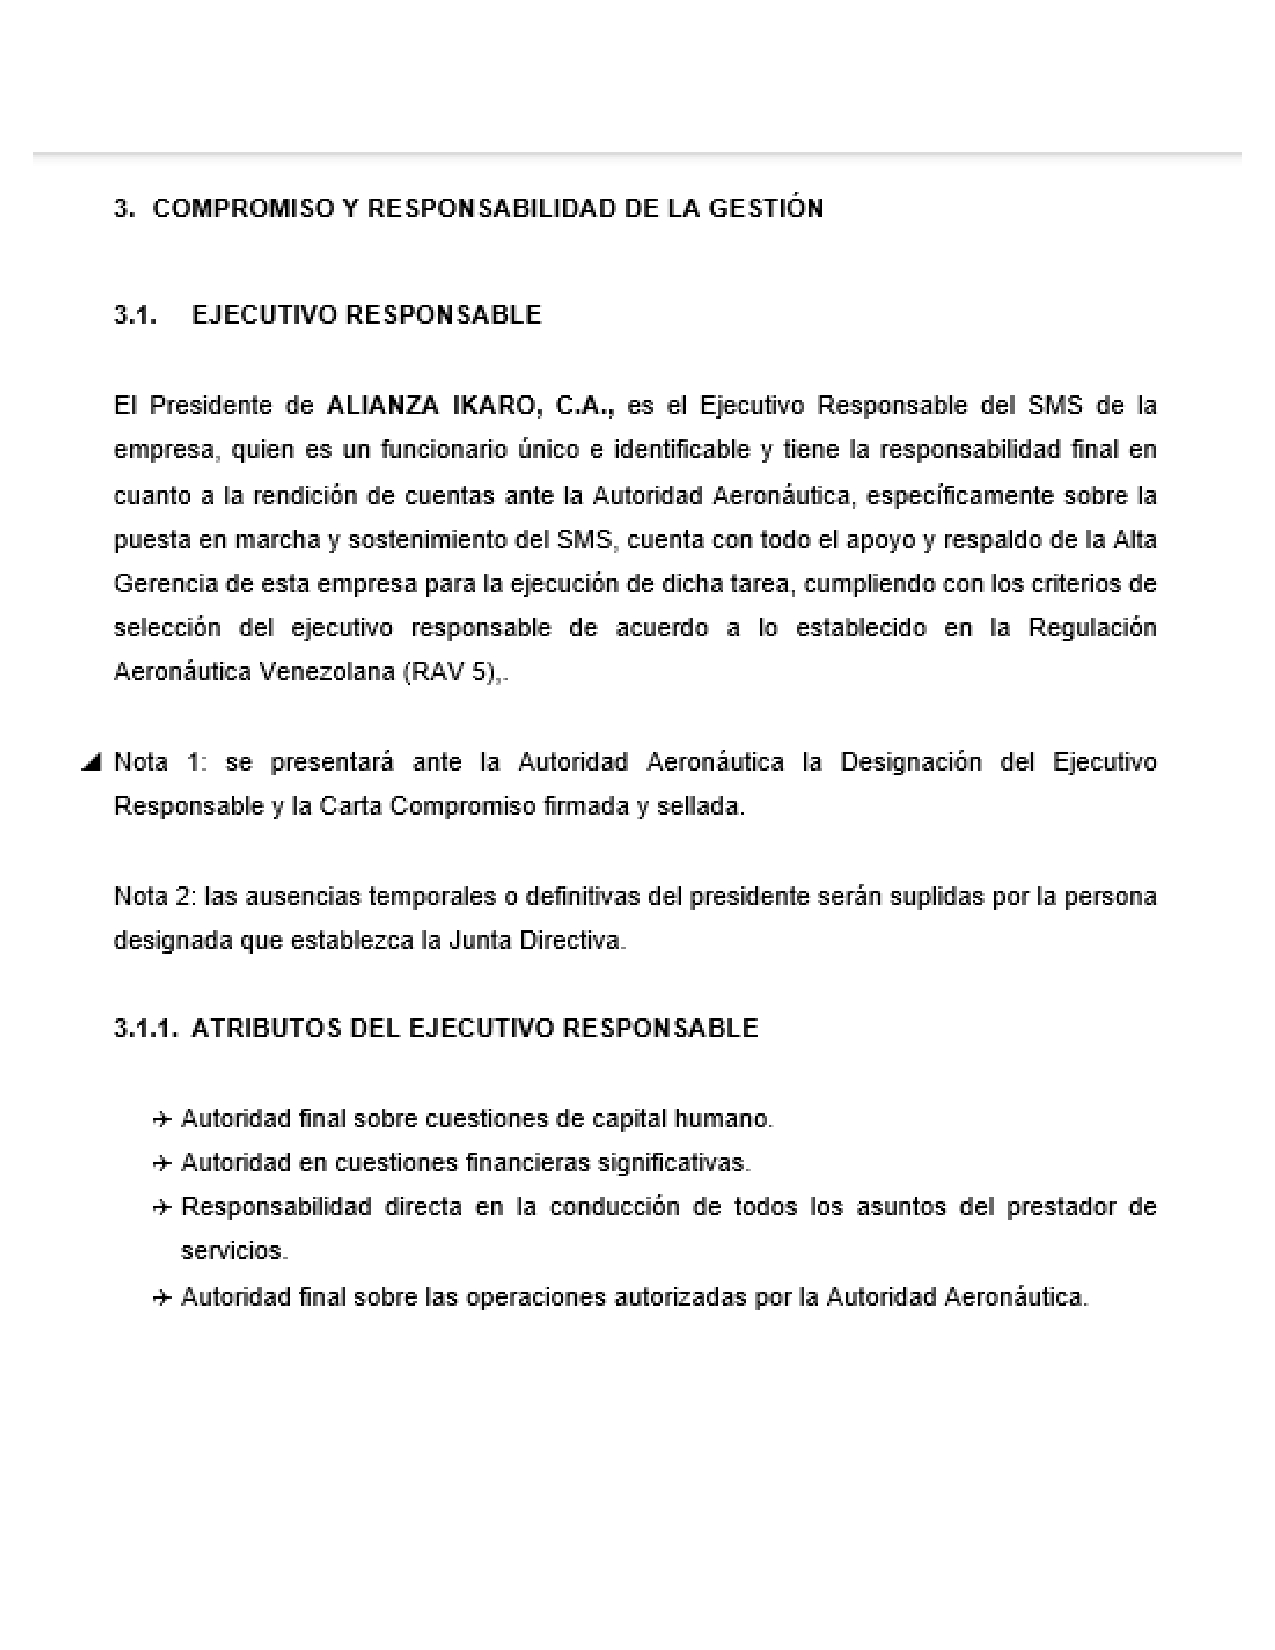 3. COMPROMISO Y RESPONSABILIDAD DE LA GESTIÓN
3.1. EJECUTIVO RESPONSABLE
El Presidente de ALIANZA IKARO, C.A., es el Ejecutivo Responsable del SMS de la
empresa, quien es un funcionario único e identificable y tiene la responsabilidad final en
cuanto a la rendición de cuentas ante la Autoridad Aeronáutica, específicamente sobre la
puesta en marcha y sostenimiento del SMS, cuenta con todo el apoyo y respaldo de la Alta
Gerencia de esta empresa para la ejecución de dicha tarea, cumpliendo con los criterios de
selección del ejecutivo responsable de acuerdo a lo establecido en la Regulación
Aeronáutica Venezolana (RAV 5),.
Nota 1: se presentará ante la Autoridad Aeronáutica la Designación del Ejecutivo
Responsable y la Carta Compromiso firmada y sellada.
Nota 2: las ausencias temporales o definitivas del presidente serán suplidas por la persona
designada que establezca la Junta Directiva.
3.1.1. ATRIBUTOS DEL EJECUTIVO RESPONSABLE
✈ Autoridad final sobre cuestiones de capital humano.
✈ Autoridad en cuestiones financieras significativas.
✈ Responsabilidad directa en la conducción de todos los asuntos del prestador de
servicios.
✈ Autoridad final sobre las operaciones autorizadas por la Autoridad Aeronáutica.